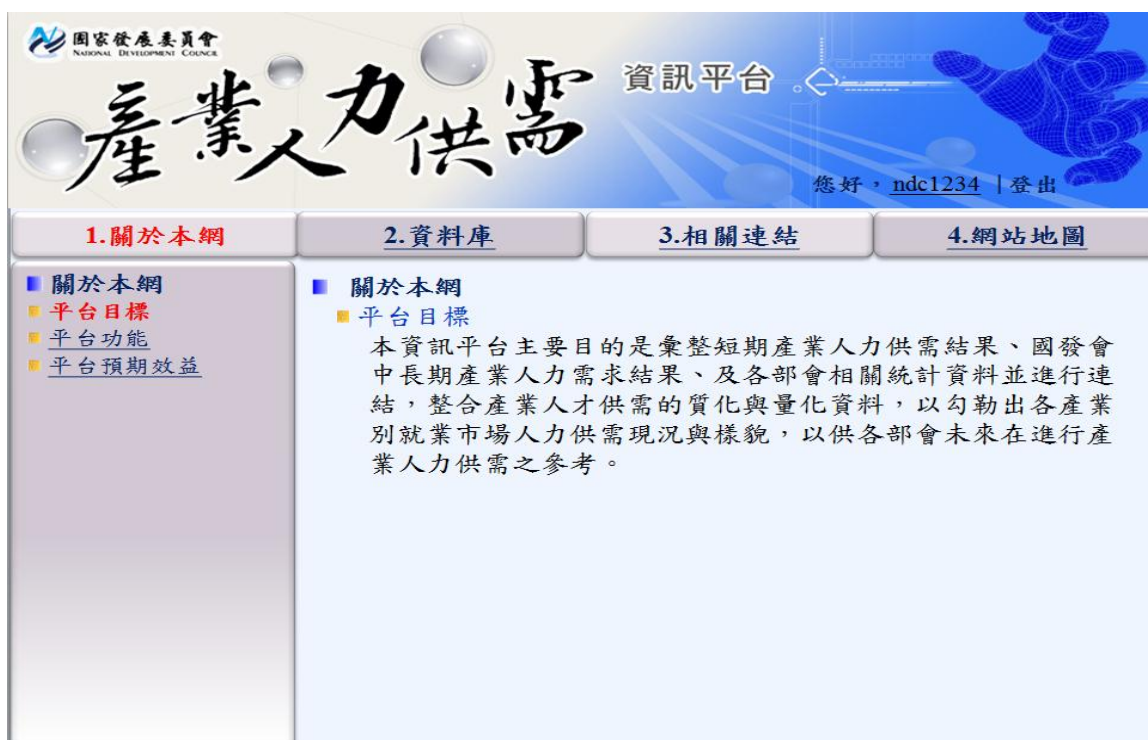 國家發展委員會
NATIONAL DEVELOPMENT COUNCIL
產業人力供需
資訊平台
您好，ndc1234｜登出
1.關於本網
2.資料庫
3.相關連結
4.網站地圖
關於本網
平台目標
平台功能
平台預期效益
關於本網
平台目標
本資訊平台主要目的是彙整短期產業人力供需結果、國發會
中長期產業人力需求結果、及各部會相關統計資料並進行連
結，整合產業人才供需的質化與量化資料，以勾勒出各產業
別就業市場人力供需現況與樣貌，以供各部會未來在進行產
業人力供需之參考。